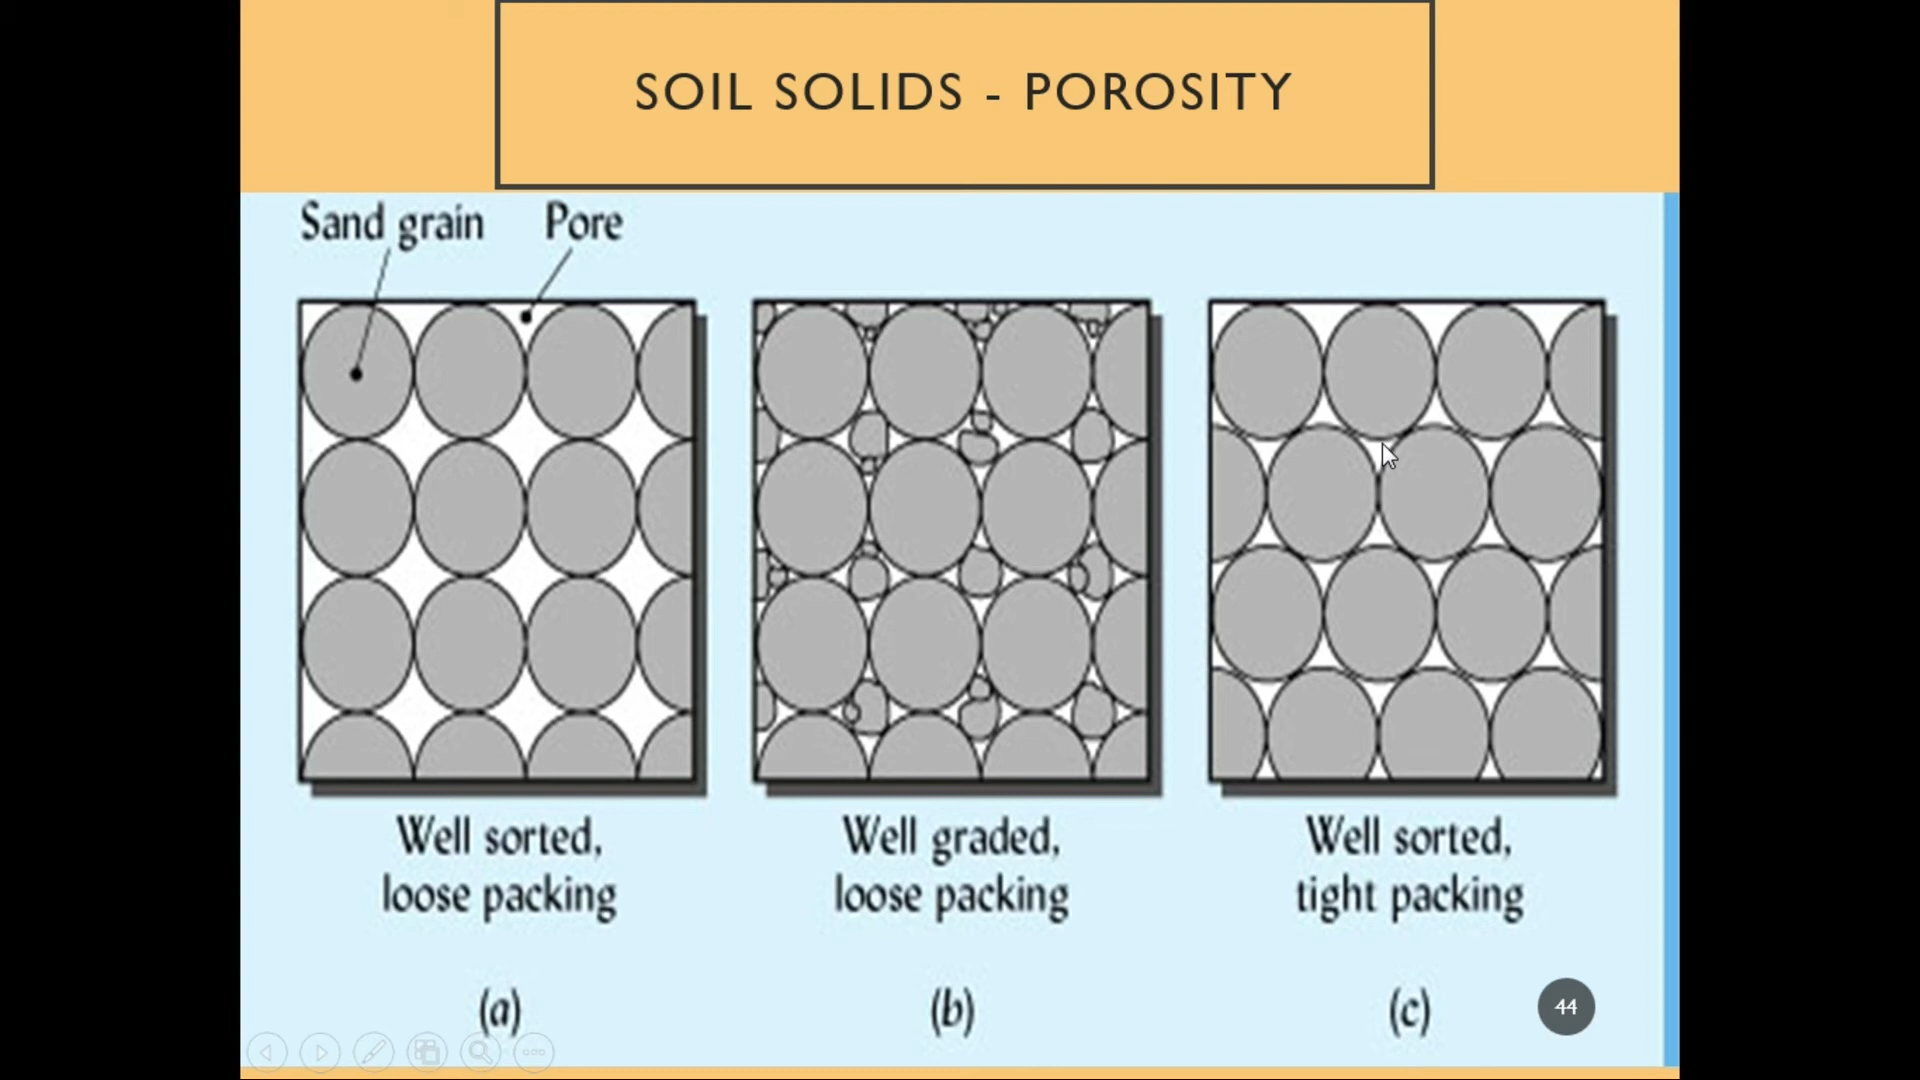 SOIL SOLIDS - POROSITY
Sand grain
Pore
Well sorted,
loose packing
(a)
Well graded,
loose packing
(b)
Well sorted,
tight packing
(c)
44